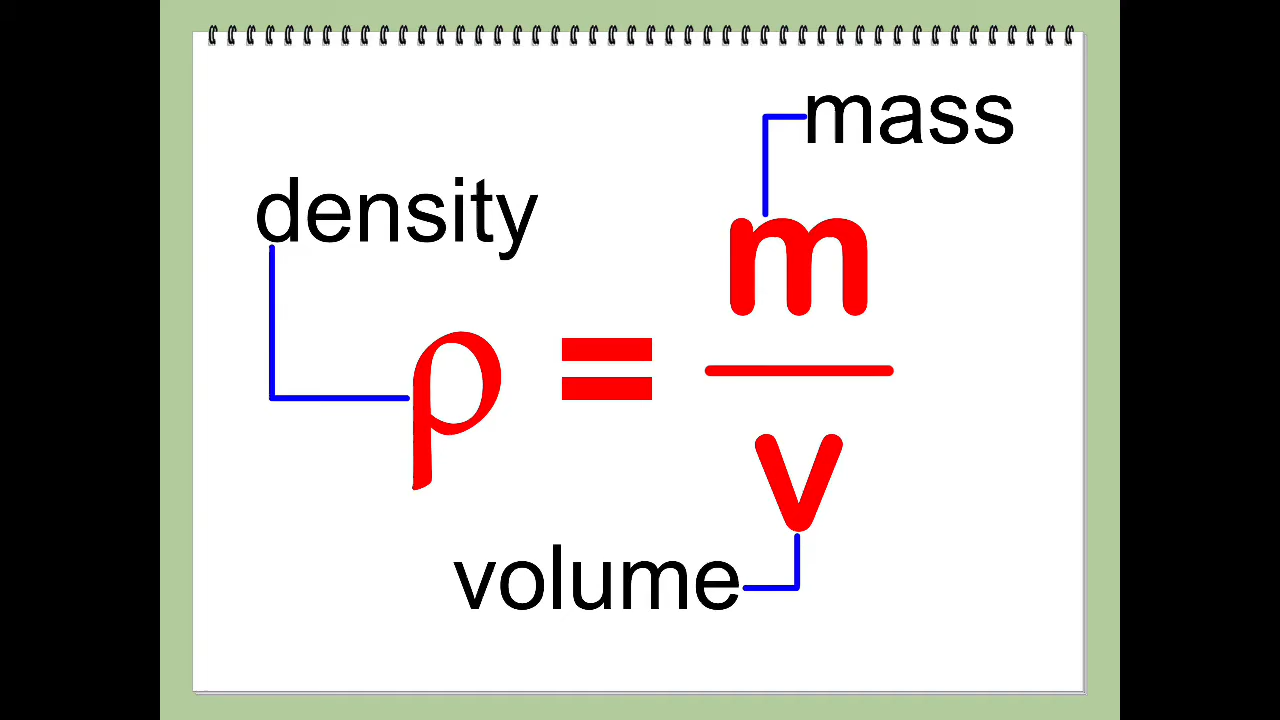 mass
density
ρ = m/v
volume